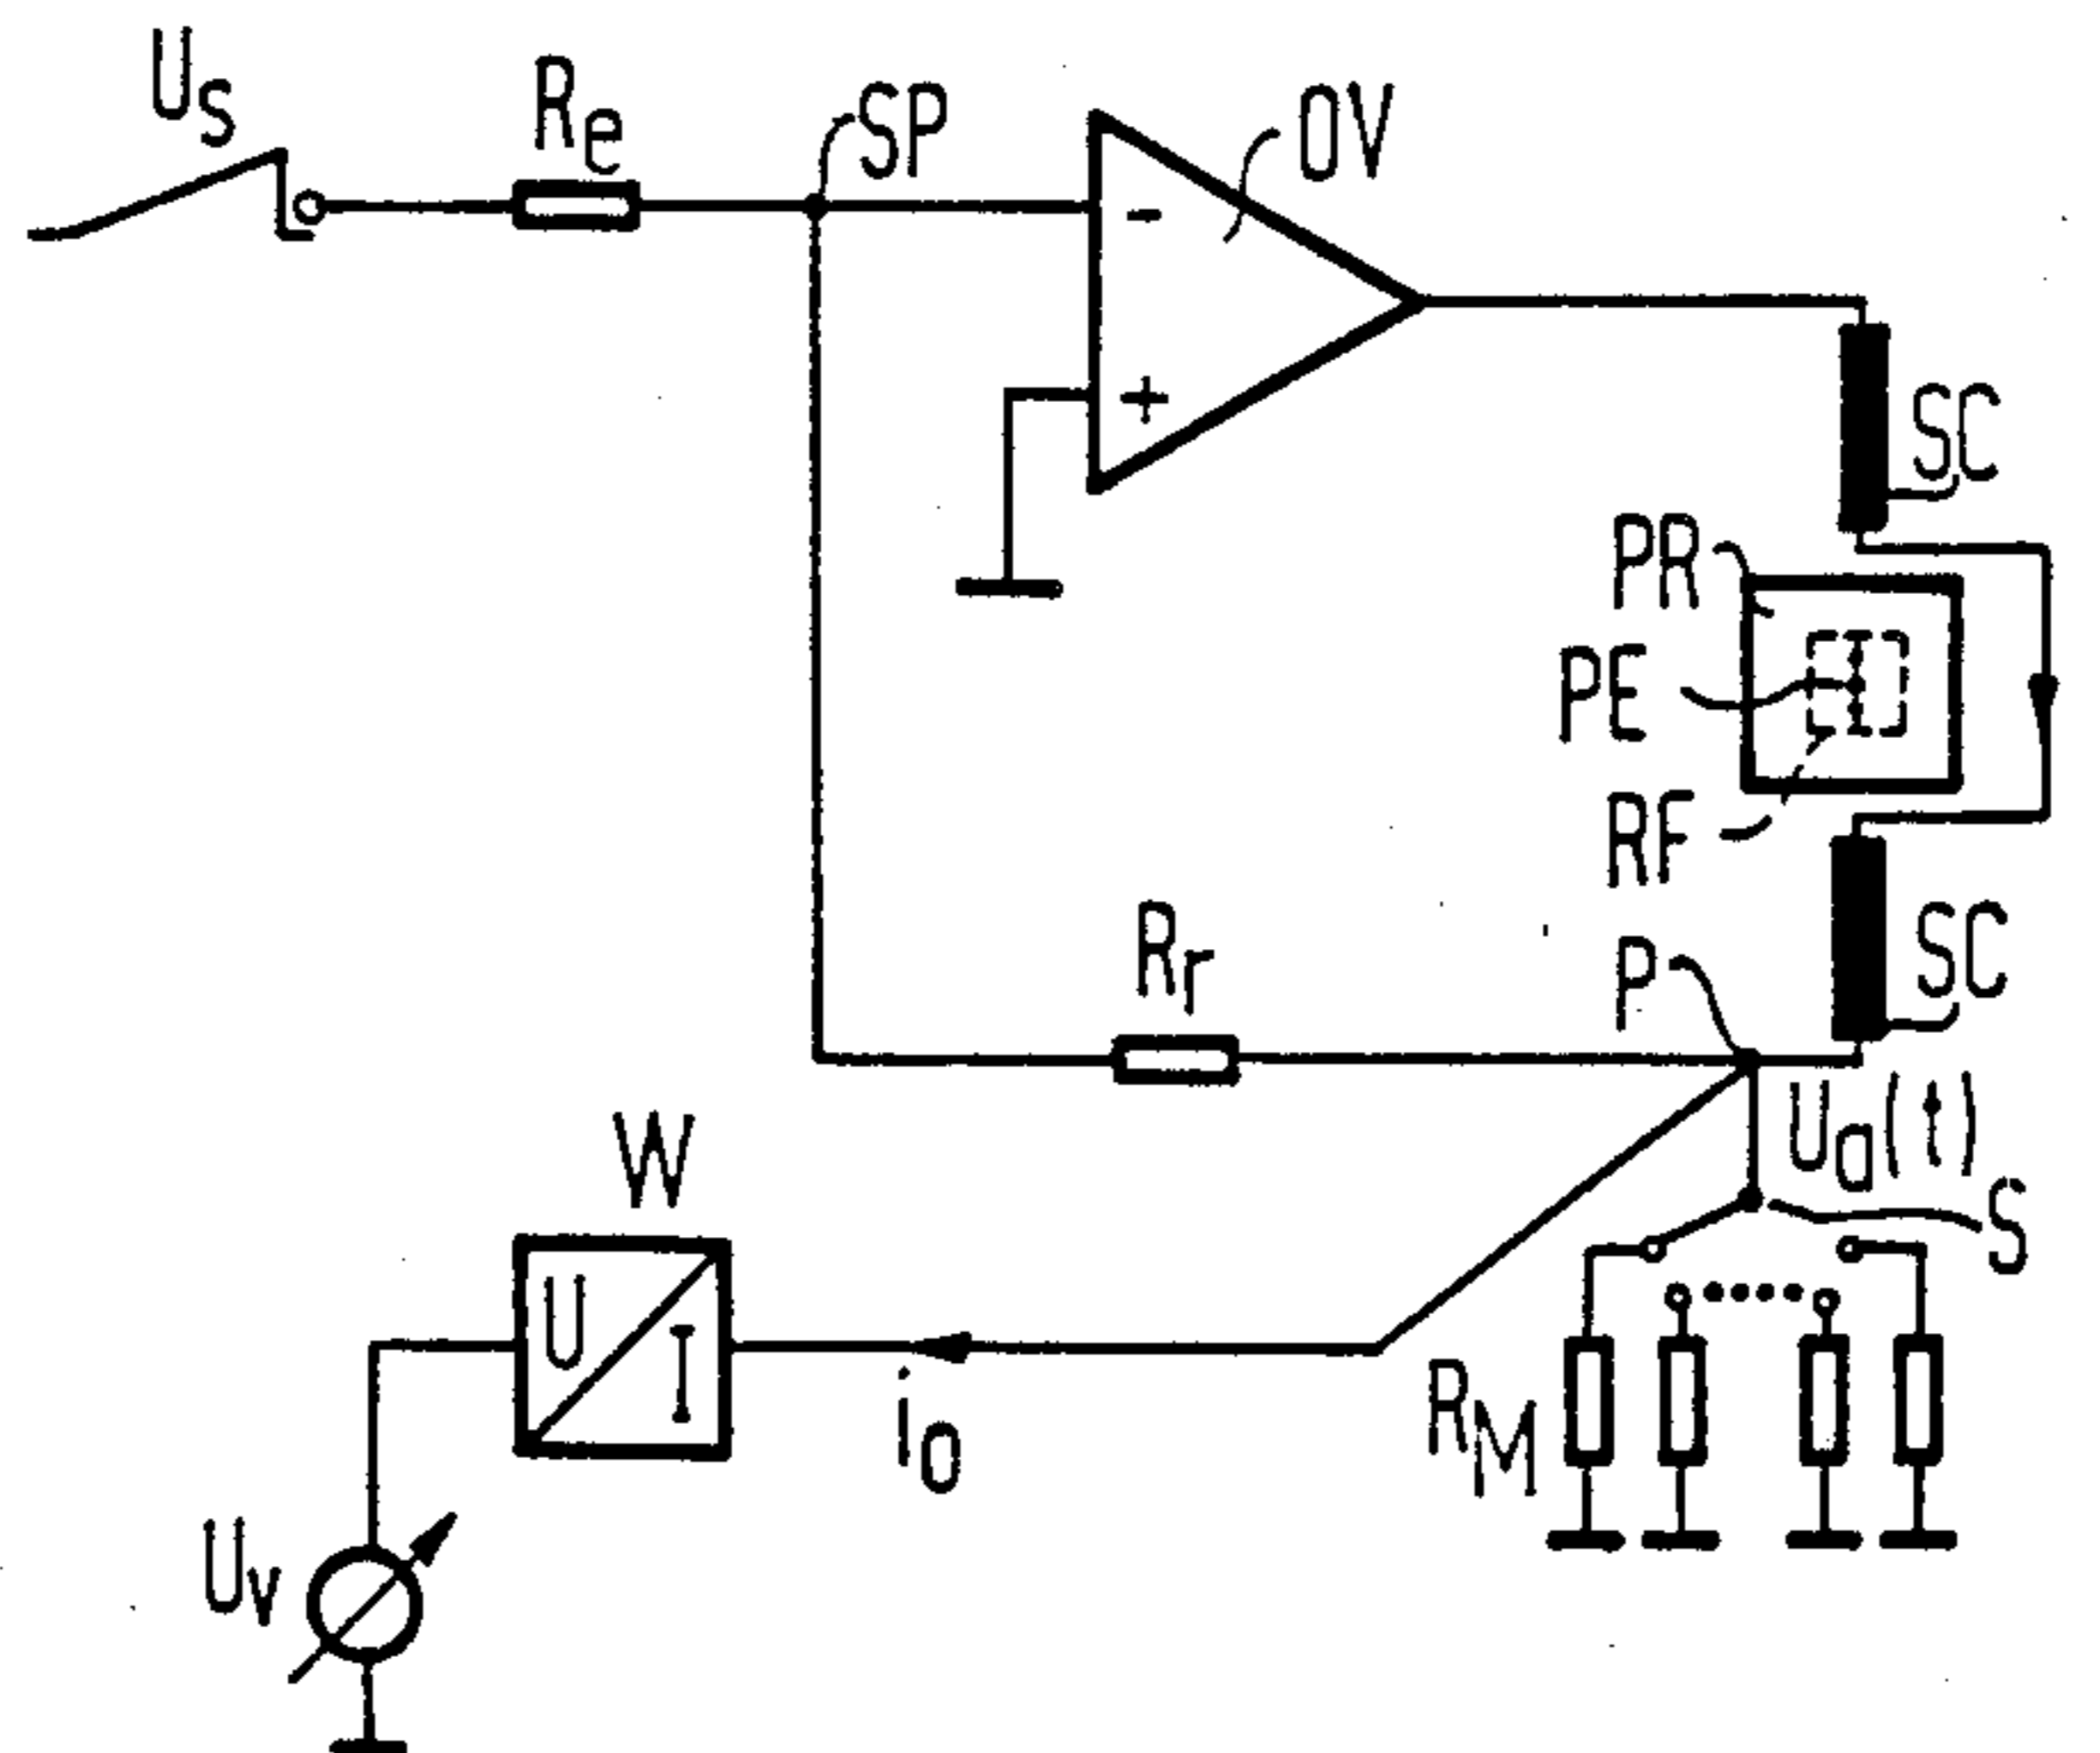 Us
Re
SP
OV
-
+
SC
PR
PE
RF
Rr
P
SC
Ua(t)
S
W
U
I
io
RM
Uv